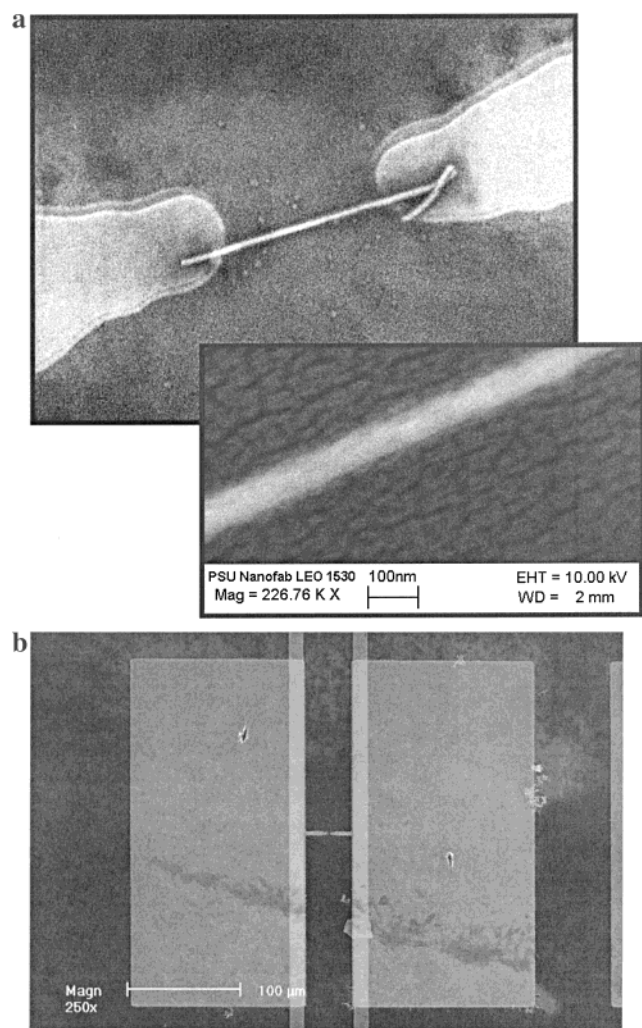 a
PSU Nanofab LEO 1530
100nm
EHT = 10.00 kV
Mag = 226.76 K X
WD = 2 mm
b
Magn
100 µm
250x